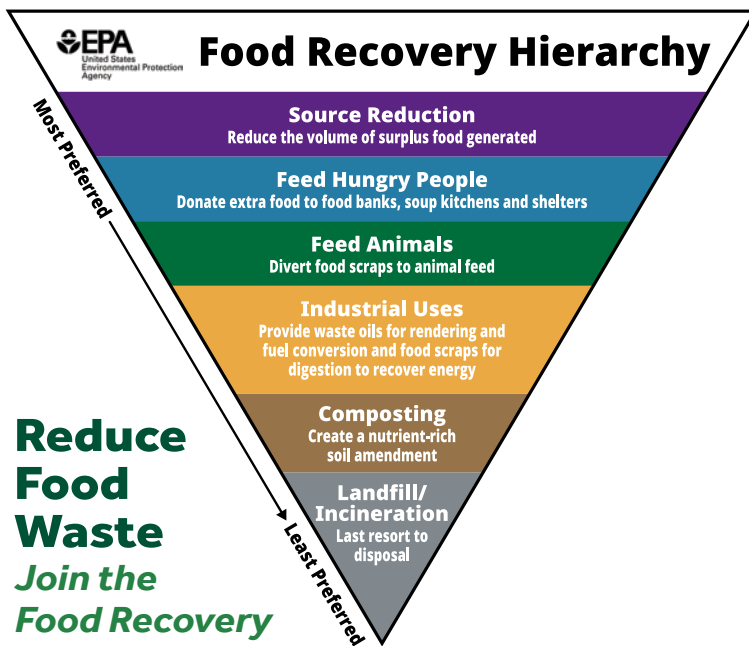 EPA
United States
Environmental Protection
Agency
Food Recovery Hierarchy
Most Preferred
Source Reduction
Reduce the volume of surplus food generated
Feed Hungry People
Donate extra food to food banks, soup kitchens and shelters
Feed Animals
Divert food scraps to animal feed
Industrial Uses
Provide waste oils for rendering and
fuel conversion and food scraps for
digestion to recover energy
Composting
Create a nutrient-rich
soil amendment
Landfill/
Incineration
Last resort to
disposal
Least Preferred
Reduce
Food
Waste
Join the
Food Recovery